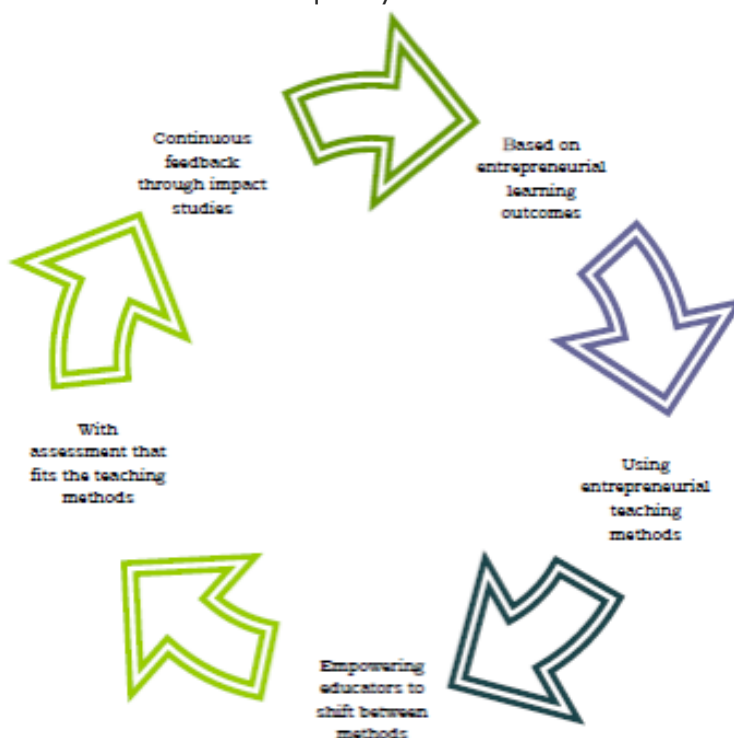 Continuous
feedback
through impact
studies
Based on
entrepreneurial
learning
outcomes
With
assessment that
fits the teaching
methods
Using
entrepreneurial
teaching
methods
Empowering
educators to
shift between
methods